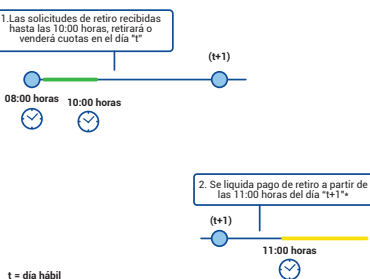 1.Las solicitudes de retiro recibidas
hasta las 10:00 horas, retirará o
venderá cuotas en el día "t"
(t+1)
08:00 horas
10:00 horas
2. Se liquida pago de retiro a partir de
las 11:00 horas del día "t+1"*
(t+1)
11:00 horas
t = día hábil